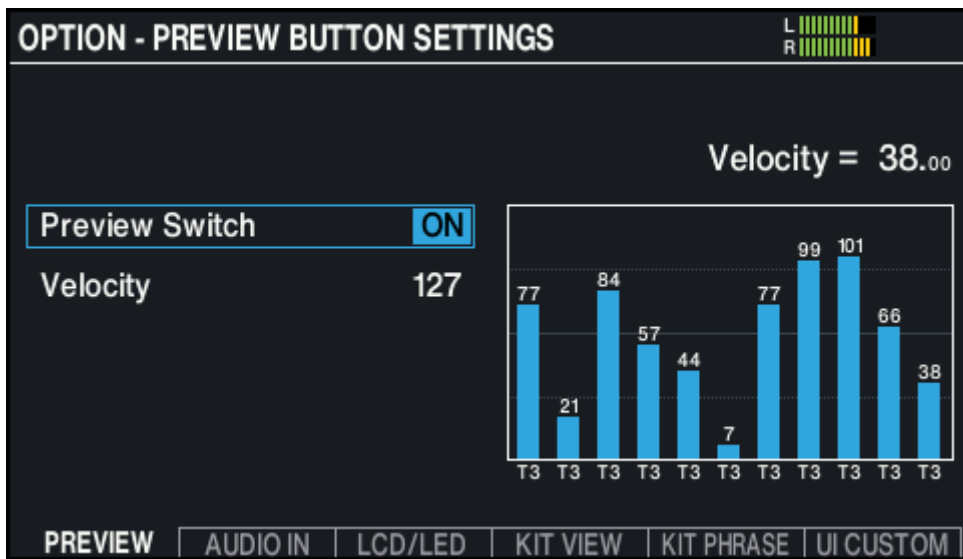 OPTION - PREVIEW BUTTON SETTINGS
L
R
Velocity = 38.00
Preview Switch ON
Velocity 127
77 21 84 57 44 7 77 99 101 66 38
T3 T3 T3 T3 T3 T3 T3 T3 T3 T3 T3
PREVIEW AUDIO IN LCD/LED KIT VIEW KIT PHRASE UI CUSTOM